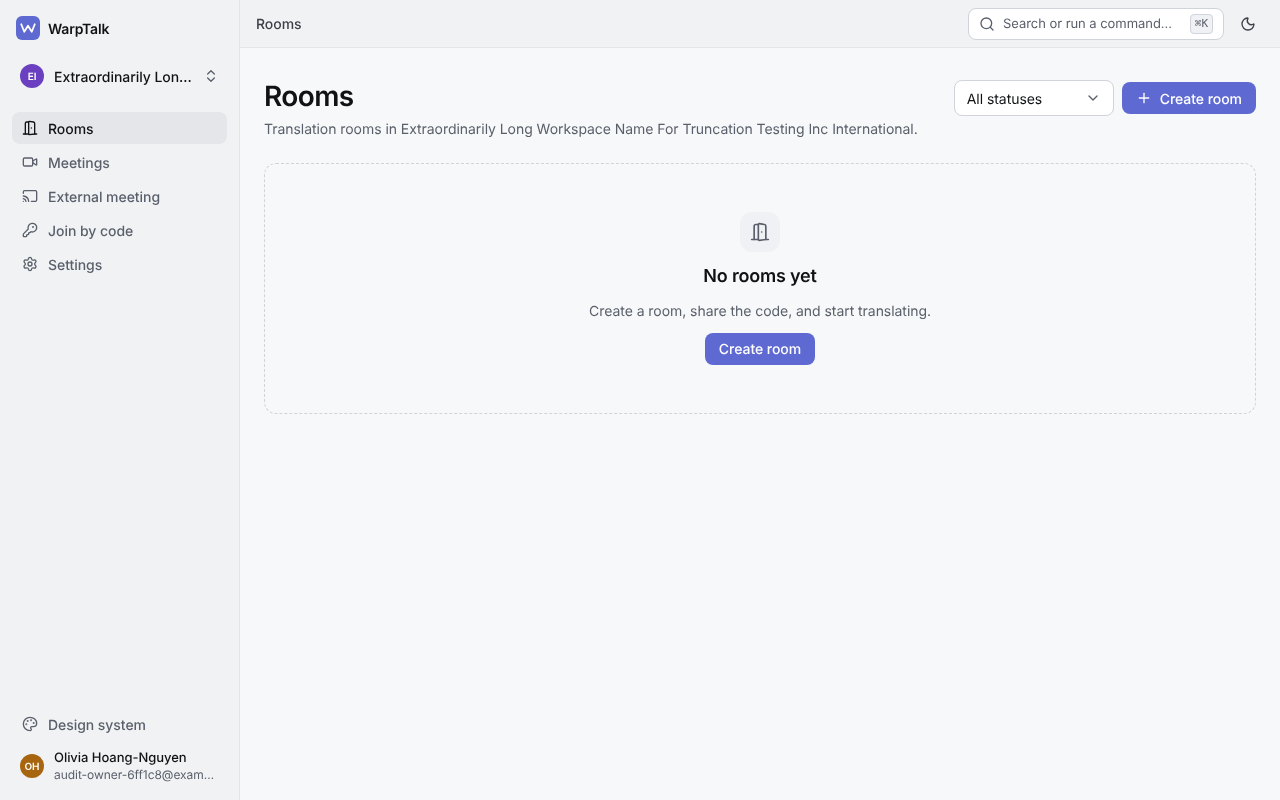 WarpTalk
EI
Extraordinarily Lon...
Rooms
Meetings
External meeting
Join by code
Settings
Design system
OH
Olivia Hoang-Nguyen
audit-owner-6ff1c8@exam...
Rooms
Search or run a command...
⌘K
Rooms
Translation rooms in Extraordinarily Long Workspace Name For Truncation Testing Inc International.
All statuses
Create room
No rooms yet
Create a room, share the code, and start translating.
Create room